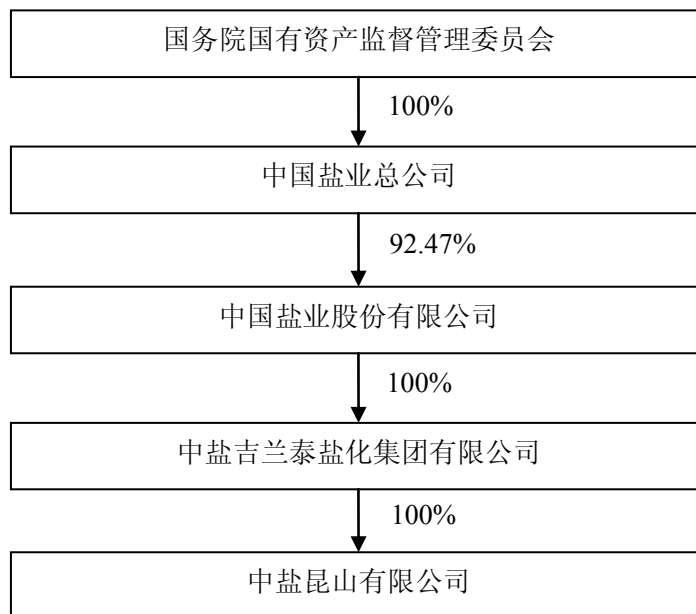 国务院国有资产监督管理委员会
100%
中国盐业总公司
92.47%
中国盐业股份有限公司
100%
中盐吉兰泰盐化集团有限公司
100%
中盐昆山有限公司